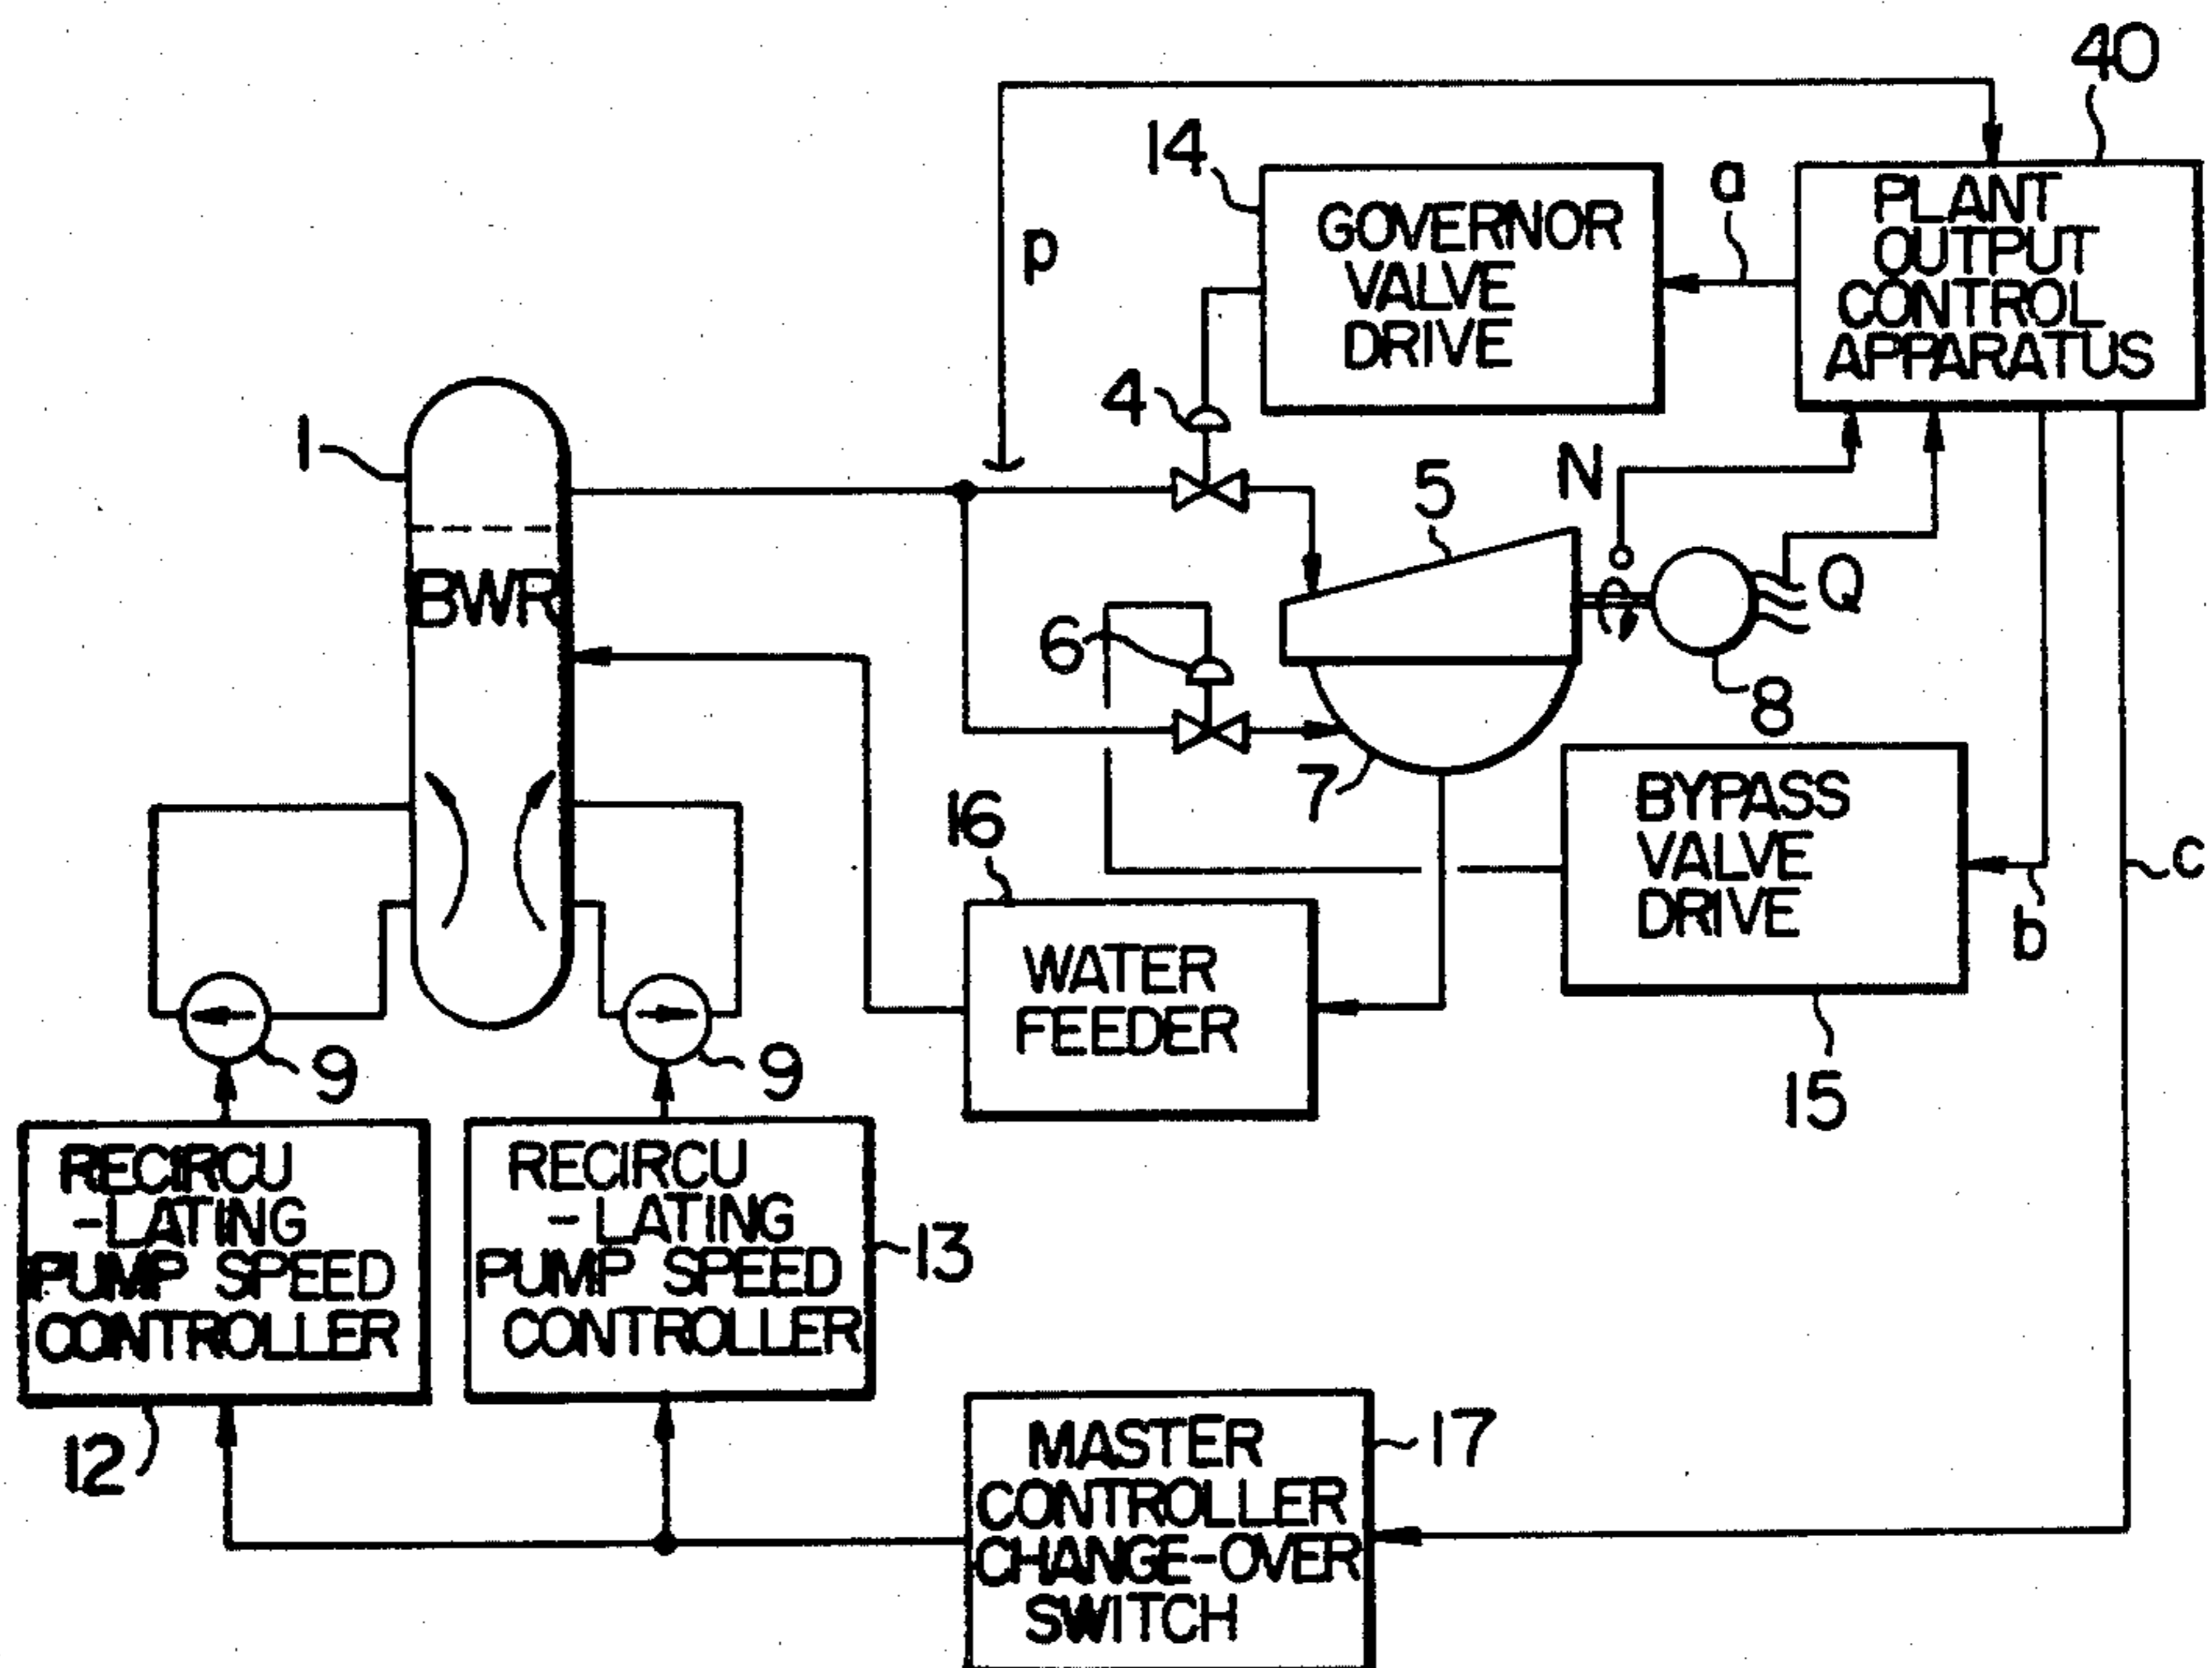 40
14
GOVERNOR
VALVE
DRIVE
a
PLANT
OUTPUT
CONTROL
APPARATUS
p
4
1
N
5
BWR
6
Q
8
7
16
BYPASS
VALVE
DRIVE
c
b
WATER
FEEDER
9
9
15
RECIRCU
-LATING
PUMP SPEED
CONTROLLER
RECIRCU
-LATING
PUMP SPEED
CONTROLLER
13
12
MASTER
CONTROLLER
CHANGE-OVER
SWITCH
17